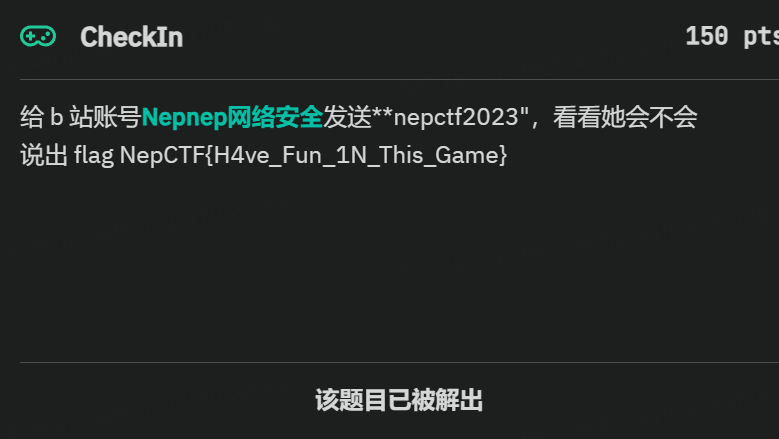 CheckIn
150 pts
给 b 站账号Nepnep网络安全发送**nepctf2023"，看看她会不会
说出 flag NepCTF{H4ve_Fun_1N_This_Game}
该题目已被解出